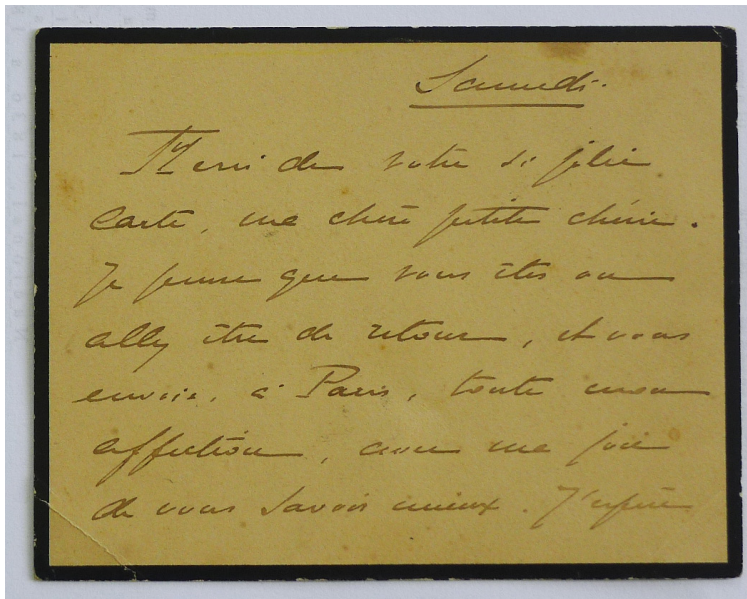 Samedi.
Merci de votre si jolie
carte, ma chère petite chérie.
Je pense que vous êtes ou
allez être de retour, et vous
envoie, à Paris, toute mon
affection, avec ma joie
de vous savoir mieux. J'espère